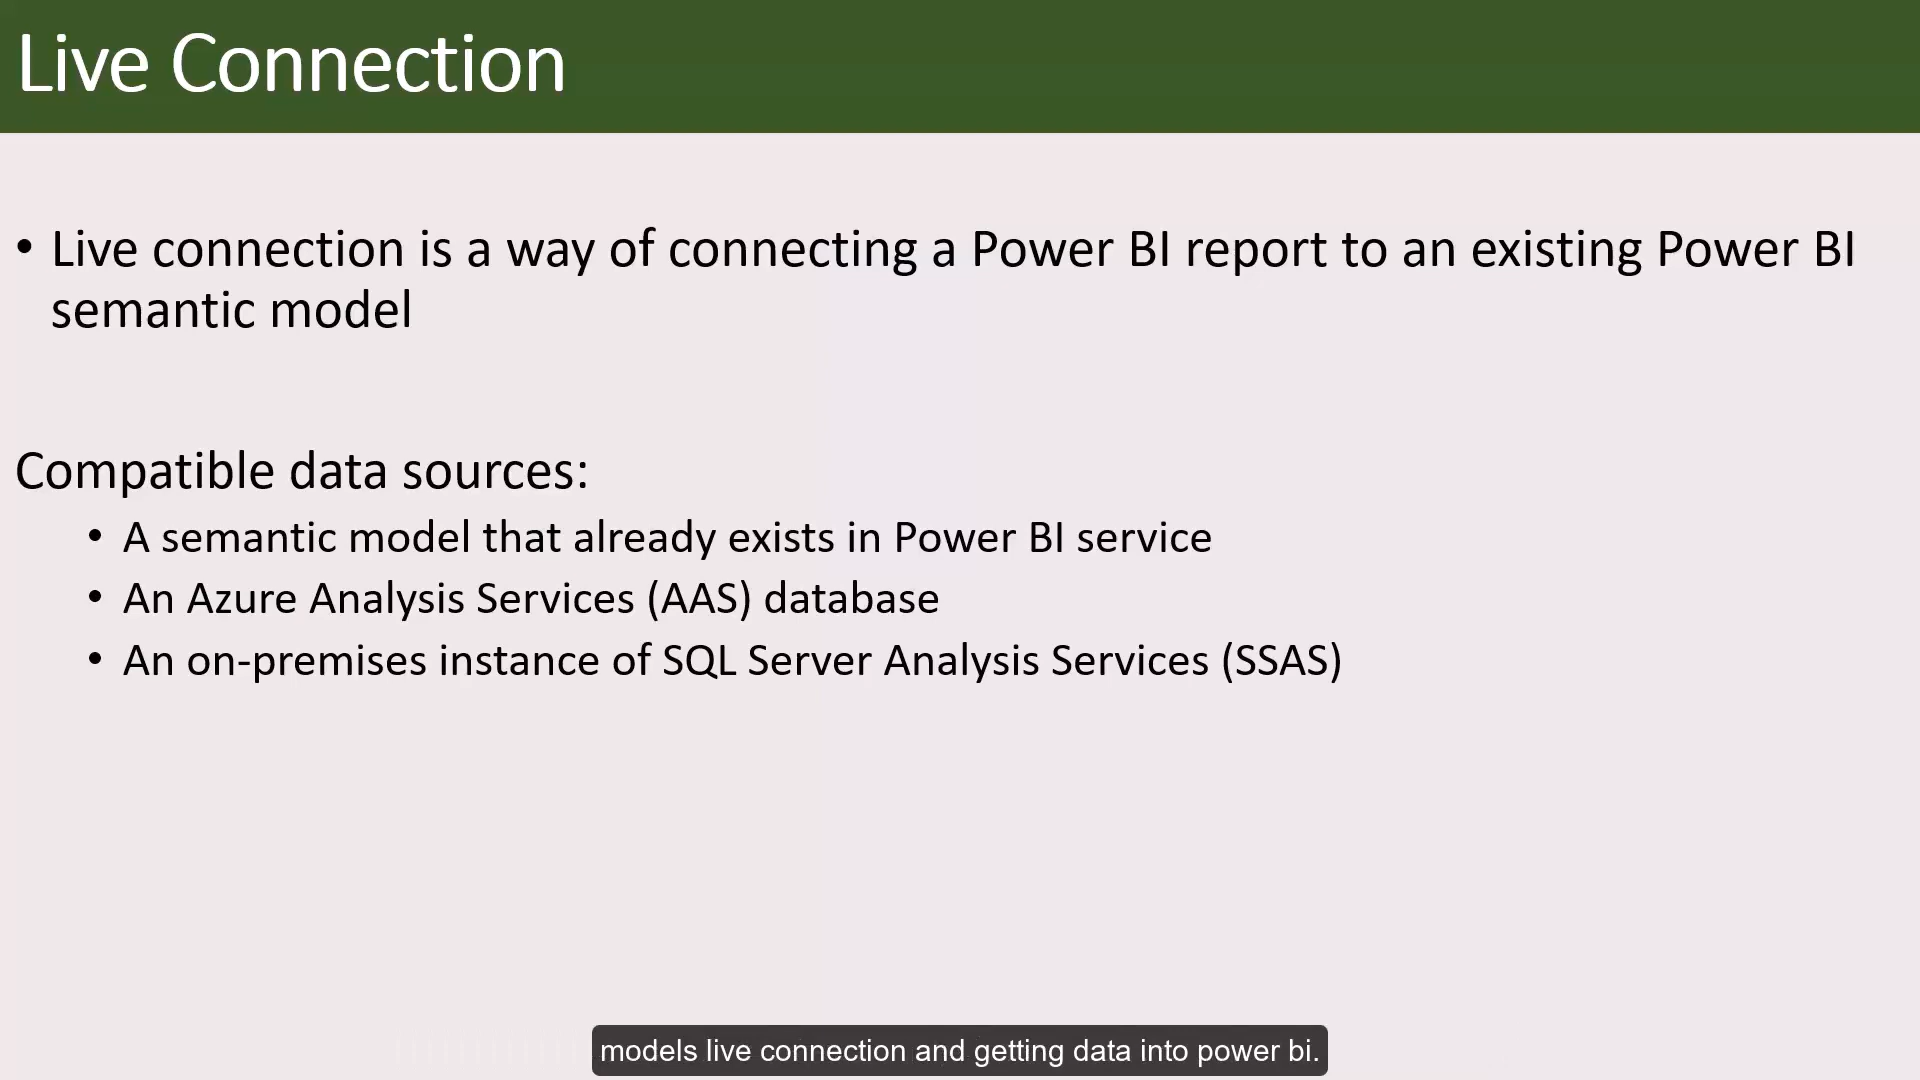 Live Connection
• Live connection is a way of connecting a Power BI report to an existing Power BI
semantic model
Compatible data sources:
• A semantic model that already exists in Power BI service
• An Azure Analysis Services (AAS) database
• An on-premises instance of SQL Server Analysis Services (SSAS)
models live connection and getting data into power bi.